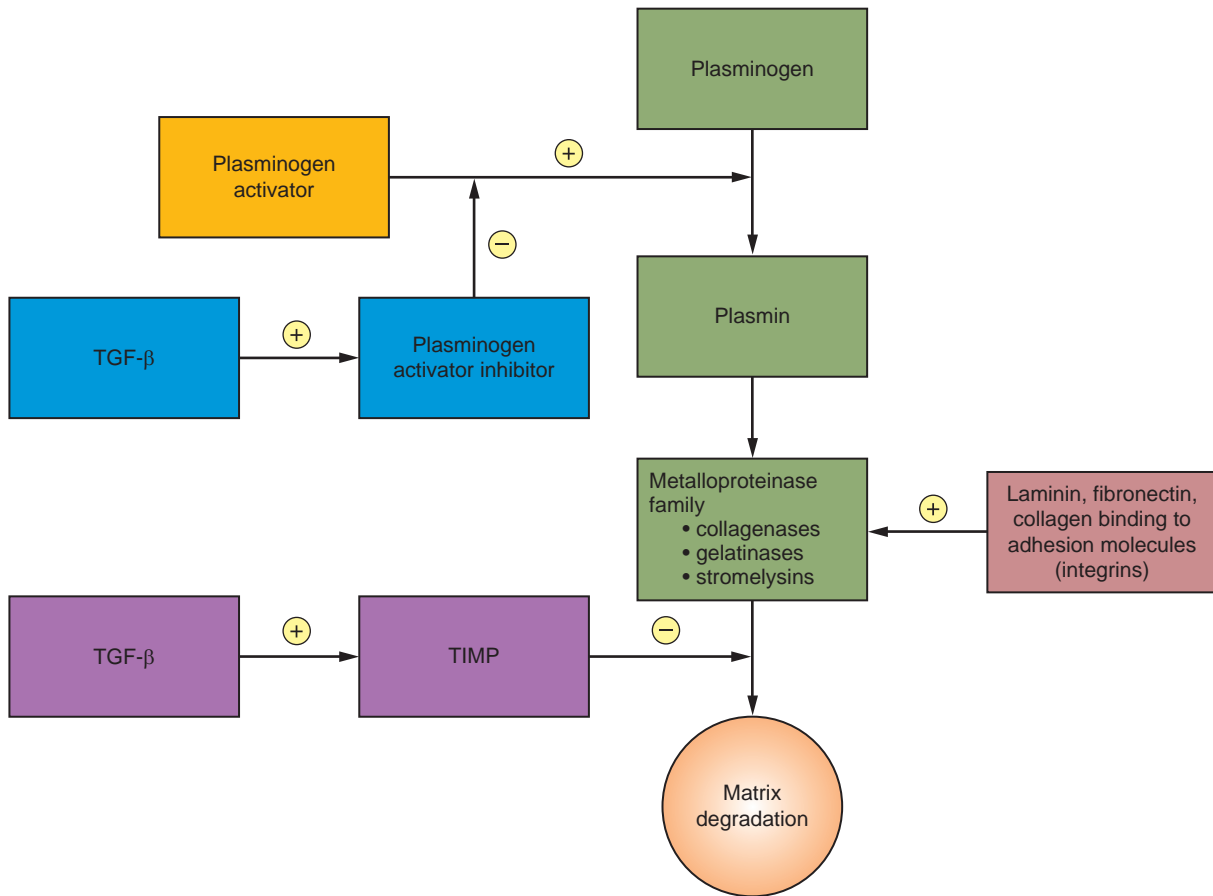 Plasminogen
Plasminogen
activator
+
−
TGF-β
+
Plasminogen
activator inhibitor
Plasmin
Metalloproteinase
family
• collagenases
• gelatinases
• stromelysins
+
Laminin, fibronectin,
collagen binding to
adhesion molecules
(integrins)
TGF-β
+
TIMP
−
Matrix
degradation